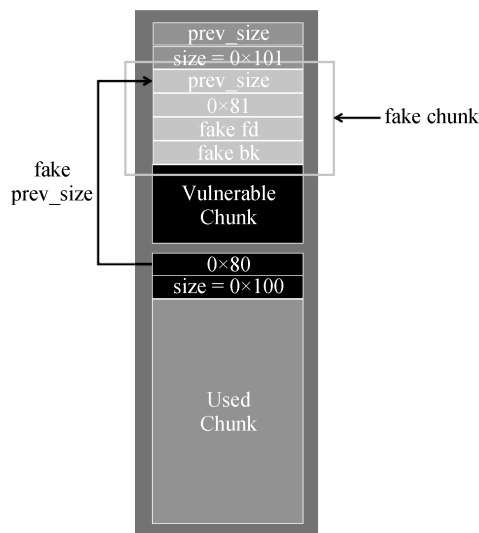 prev_size
size = 0×101
prev_size
0×81
fake fd
fake bk
fake chunk
fake
prev_size
Vulnerable
Chunk
0×80
size = 0×100
Used
Chunk